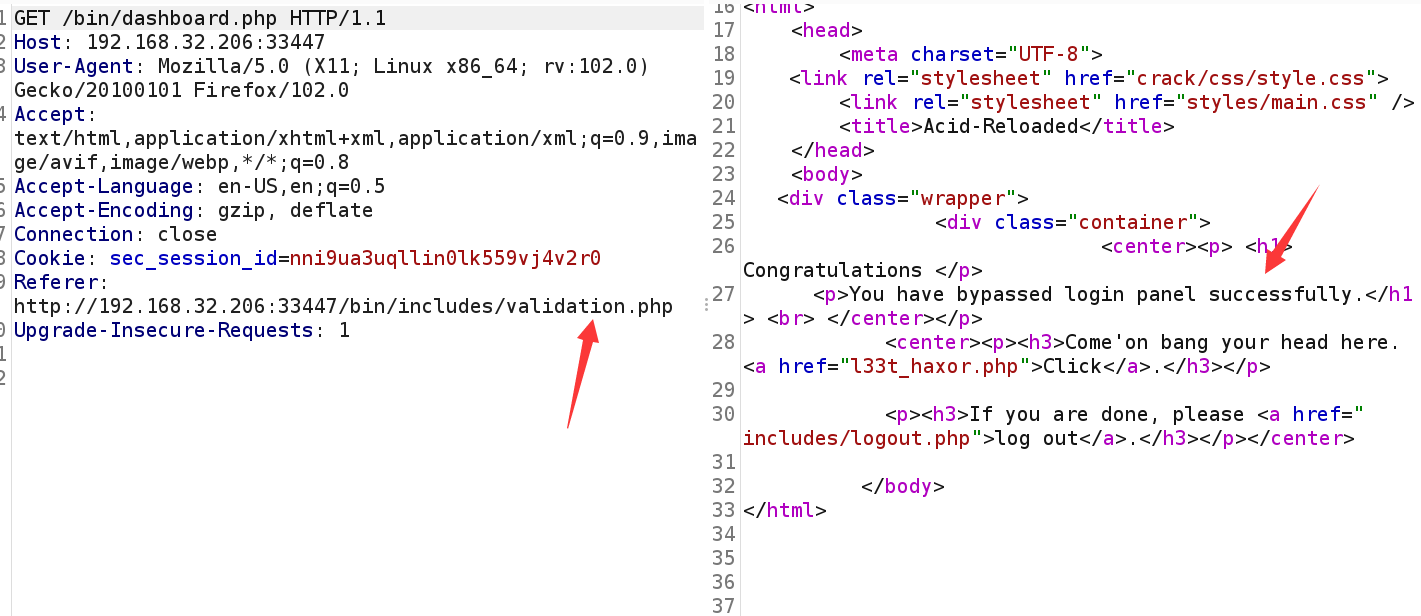 1 GET /bin/dashboard.php HTTP/1.1
2 Host: 192.168.32.206:33447
3 User-Agent: Mozilla/5.0 (X11; Linux x86_64; rv:102.0)
Gecko/20100101 Firefox/102.0
4 Accept:
text/html,application/xhtml+xml,application/xml;q=0.9,ima
ge/avif,image/webp,*/*;q=0.8
5 Accept-Language: en-US,en;q=0.5
6 Accept-Encoding: gzip, deflate
7 Connection: close
8 Cookie: sec_session_id=nni9ua3uqllin0lk559vj4v2r0
9 Referer:
http://192.168.32.206:33447/bin/includes/validation.php
0 Upgrade-Insecure-Requests: 1
1
2
16 <html>
17 <head>
18 <meta charset="UTF-8">
19 <link rel="stylesheet" href="crack/css/style.css">
20 <link rel="stylesheet" href="styles/main.css" />
21 <title>Acid-Reloaded</title>
22 </head>
23 <body>
24 <div class="wrapper">
25 <div class="container">
26 <center><p> <h1>
Congratulations </p>
27 <p>You have bypassed login panel successfully.</h1
> <br> </center></p>
28 <center><p><h3>Come'on bang your head here.
<a href="l33t_haxor.php">Click</a>.</h3></p>
29
30 <p><h3>If you are done, please <a href="
includes/logout.php">log out</a>.</h3></p></center>
31
32 </body>
33 </html>
34
35
36
37